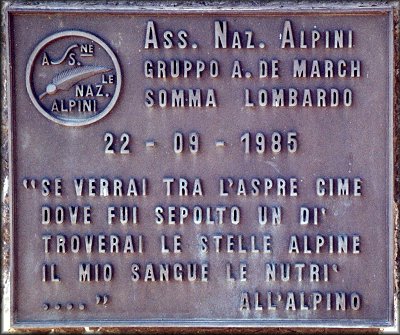 ASS.NE
NAZ.LE
ALPINI
ASS. NAZ. ALPINI
GRUPPO A. DE MARCH
SOMMA LOMBARDO
22 - 09 - 1985
"SE VERRAI TRA L'ASPRE CIME
DOVE FUI SEPOLTO UN DI'
TROVERAI LE STELLE ALPINE
IL MIO SANGUE LE NUTRI'
...." ALL'ALPINO